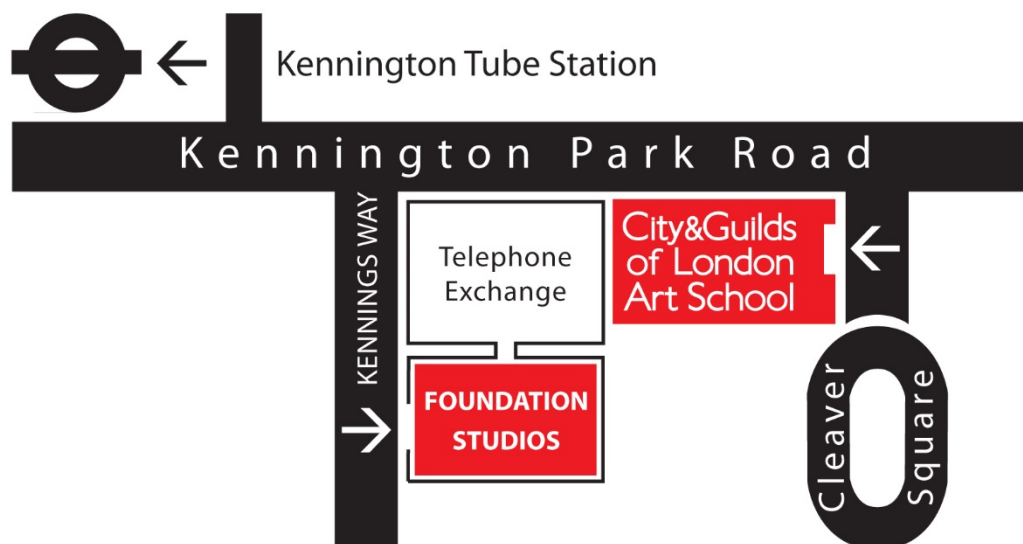 Kennington Tube Station
Kennington Park Road
KENNINGS WAY
Telephone
Exchange
City&Guilds
of London
Art School
FOUNDATION
STUDIOS
Cleaver
Square